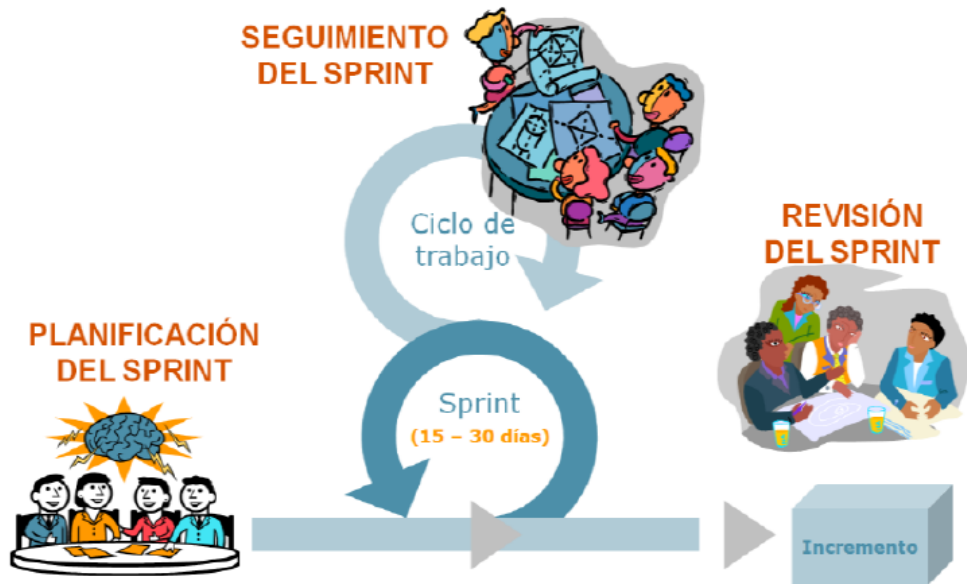 SEGUIMIENTO
DEL SPRINT
Ciclo de
trabajo
REVISIÓN
DEL SPRINT
PLANIFICACIÓN
DEL SPRINT
Sprint
(15 – 30 días)
Incremento